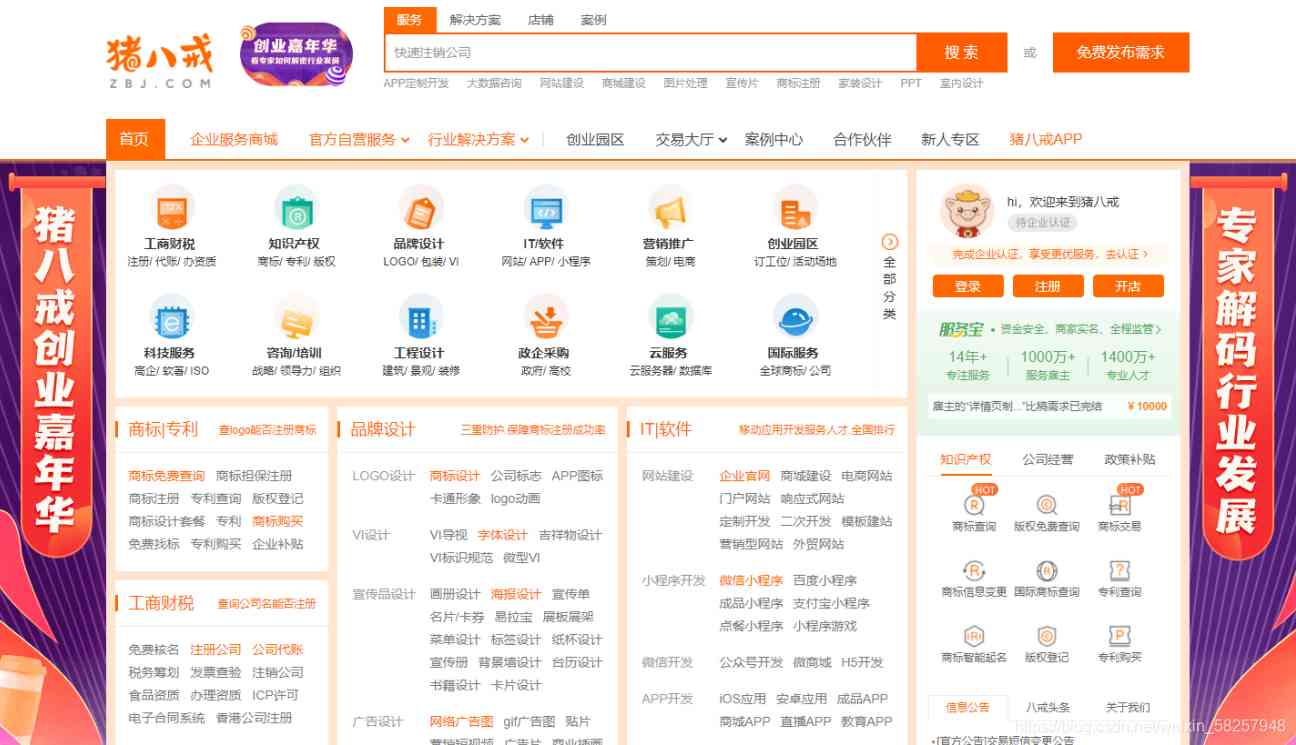 服务 解决方案 店铺 案例
猪八戒
ZBJ.COM
创业嘉年华
看专家如何解密行业发展
快速注销公司
搜 索
或
免费发布需求
APP定制开发 大数据咨询 网站建设 商城建设 图片处理 宣传片 商标注册 家装设计 PPT 室内设计
首页 企业服务商城 官方自营服务 行业解决方案 创业园区 交易大厅 案例中心 合作伙伴 新人专区 猪八戒APP
猪八戒创业嘉年华
工商财税 知识产权 品牌设计 IT/软件 营销推广 创业园区
注册/ 代账/ 办资质 商标/ 专利/ 版权 LOGO/ 包装/ VI 网站/ APP/ 小程序 策划/ 电商 订工位/ 活动场地
科技服务 咨询/培训 工程设计 政企采购 云服务 国际服务
高企/ 软著/ ISO 战略/ 领导力/ 组织 建筑/ 景观/ 装修 政府/ 高校 云服务器/ 数据库 全球商标/ 公司
全部分类
hi，欢迎来到猪八戒
待企业认证
完成企业认证，享受更优服务，去认证 >
登录 注册 开店
服务宝 • 资金安全、商家实名、全程监管 >
14年+ 1000万+ 1400万+
专注服务 服务雇主 专业人才
雇主的“详情页制...”比稿需求已完结 ¥ 10000
专家解码行业发展
商标|专利 查logo能否注册商标
商标免费查询 商标担保注册
商标注册 专利查询 版权登记
商标设计套餐 专利 商标购买
免费找标 专利购买 企业补贴
工商财税 查询公司名能否注册
免费核名 注册公司 公司代账
税务筹划 发票查验 注销公司
食品资质 办理资质 ICP许可
电子合同系统 香港公司注册
品牌设计 三重防护 保障商标注册成功率
LOGO设计 商标设计 公司标志 APP图标
卡通形象 logo动画
VI设计 VI导视 字体设计 吉祥物设计
VI标识规范 微型VI
宣传品设计 画册设计 海报设计 宣传单
名片/卡券 易拉宝 展板展架
菜单设计 标签设计 纸杯设计
宣传册 背景墙设计 台历设计
书籍设计 卡片设计
广告设计 网络广告图 gif广告图 贴片
营销短视频 广告片 商业插画
IT|软件 移动应用开发服务人才 全国排行
网站建设 企业官网 商城建设 电商网站
门户网站 响应式网站
定制开发 二次开发 模板建站
营销型网站 外贸网站
小程序开发 微信小程序 百度小程序
成品小程序 支付宝小程序
点餐小程序 小程序游戏
微信开发 公众号开发 微商城 H5开发
APP开发 iOS应用 安卓应用 成品APP
商城APP 直播APP 教育APP
知识产权 公司经营 政策补贴
HOT HOT
商标查询 版权免费查询 商标交易
商标信息变更 国际商标查询 专利查询
商标智能起名 版权登记 专利购买
信息公告 八戒头条 关于我们
• [官方公告]交易短信变更公告
https://blog.csdn.net/weixin_58257948